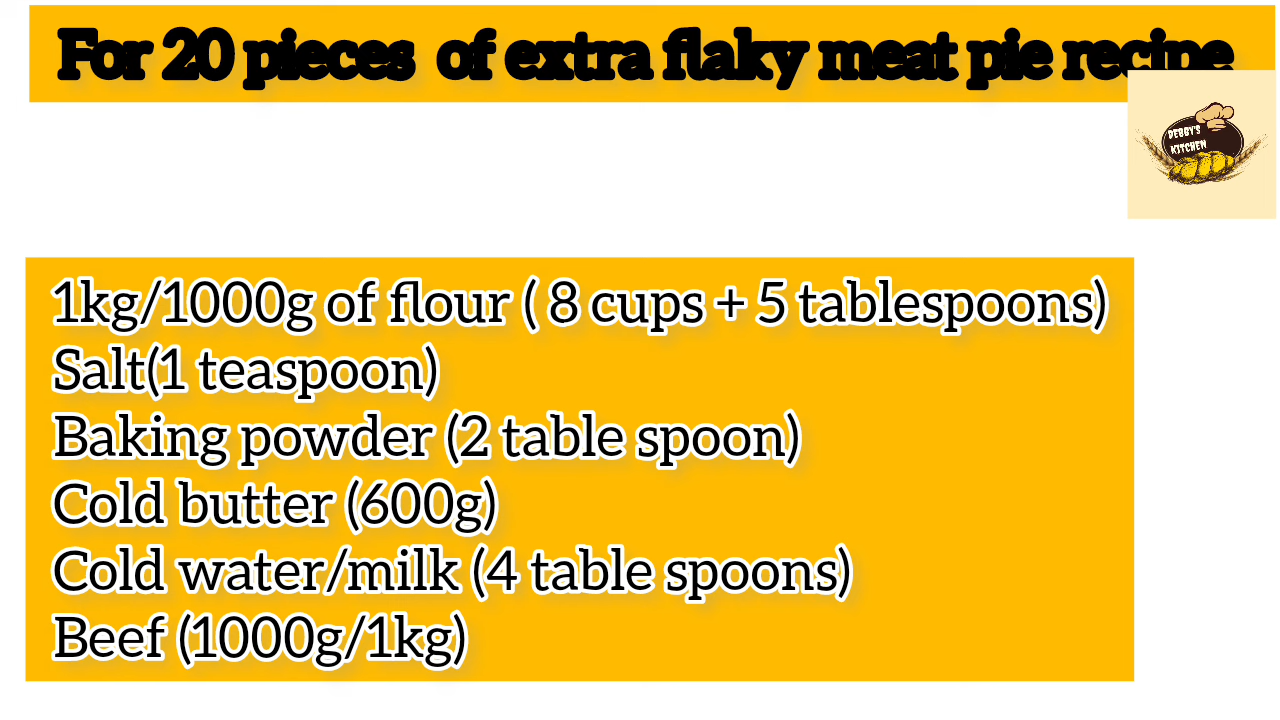 For 20 pieces of extra flaky meat pie recipe
DEBBY'S
KITCHEN
1kg/1000g of flour ( 8 cups + 5 tablespoons)
Salt(1 teaspoon)
Baking powder (2 table spoon)
Cold butter (600g)
Cold water/milk (4 table spoons)
Beef (1000g/1kg)